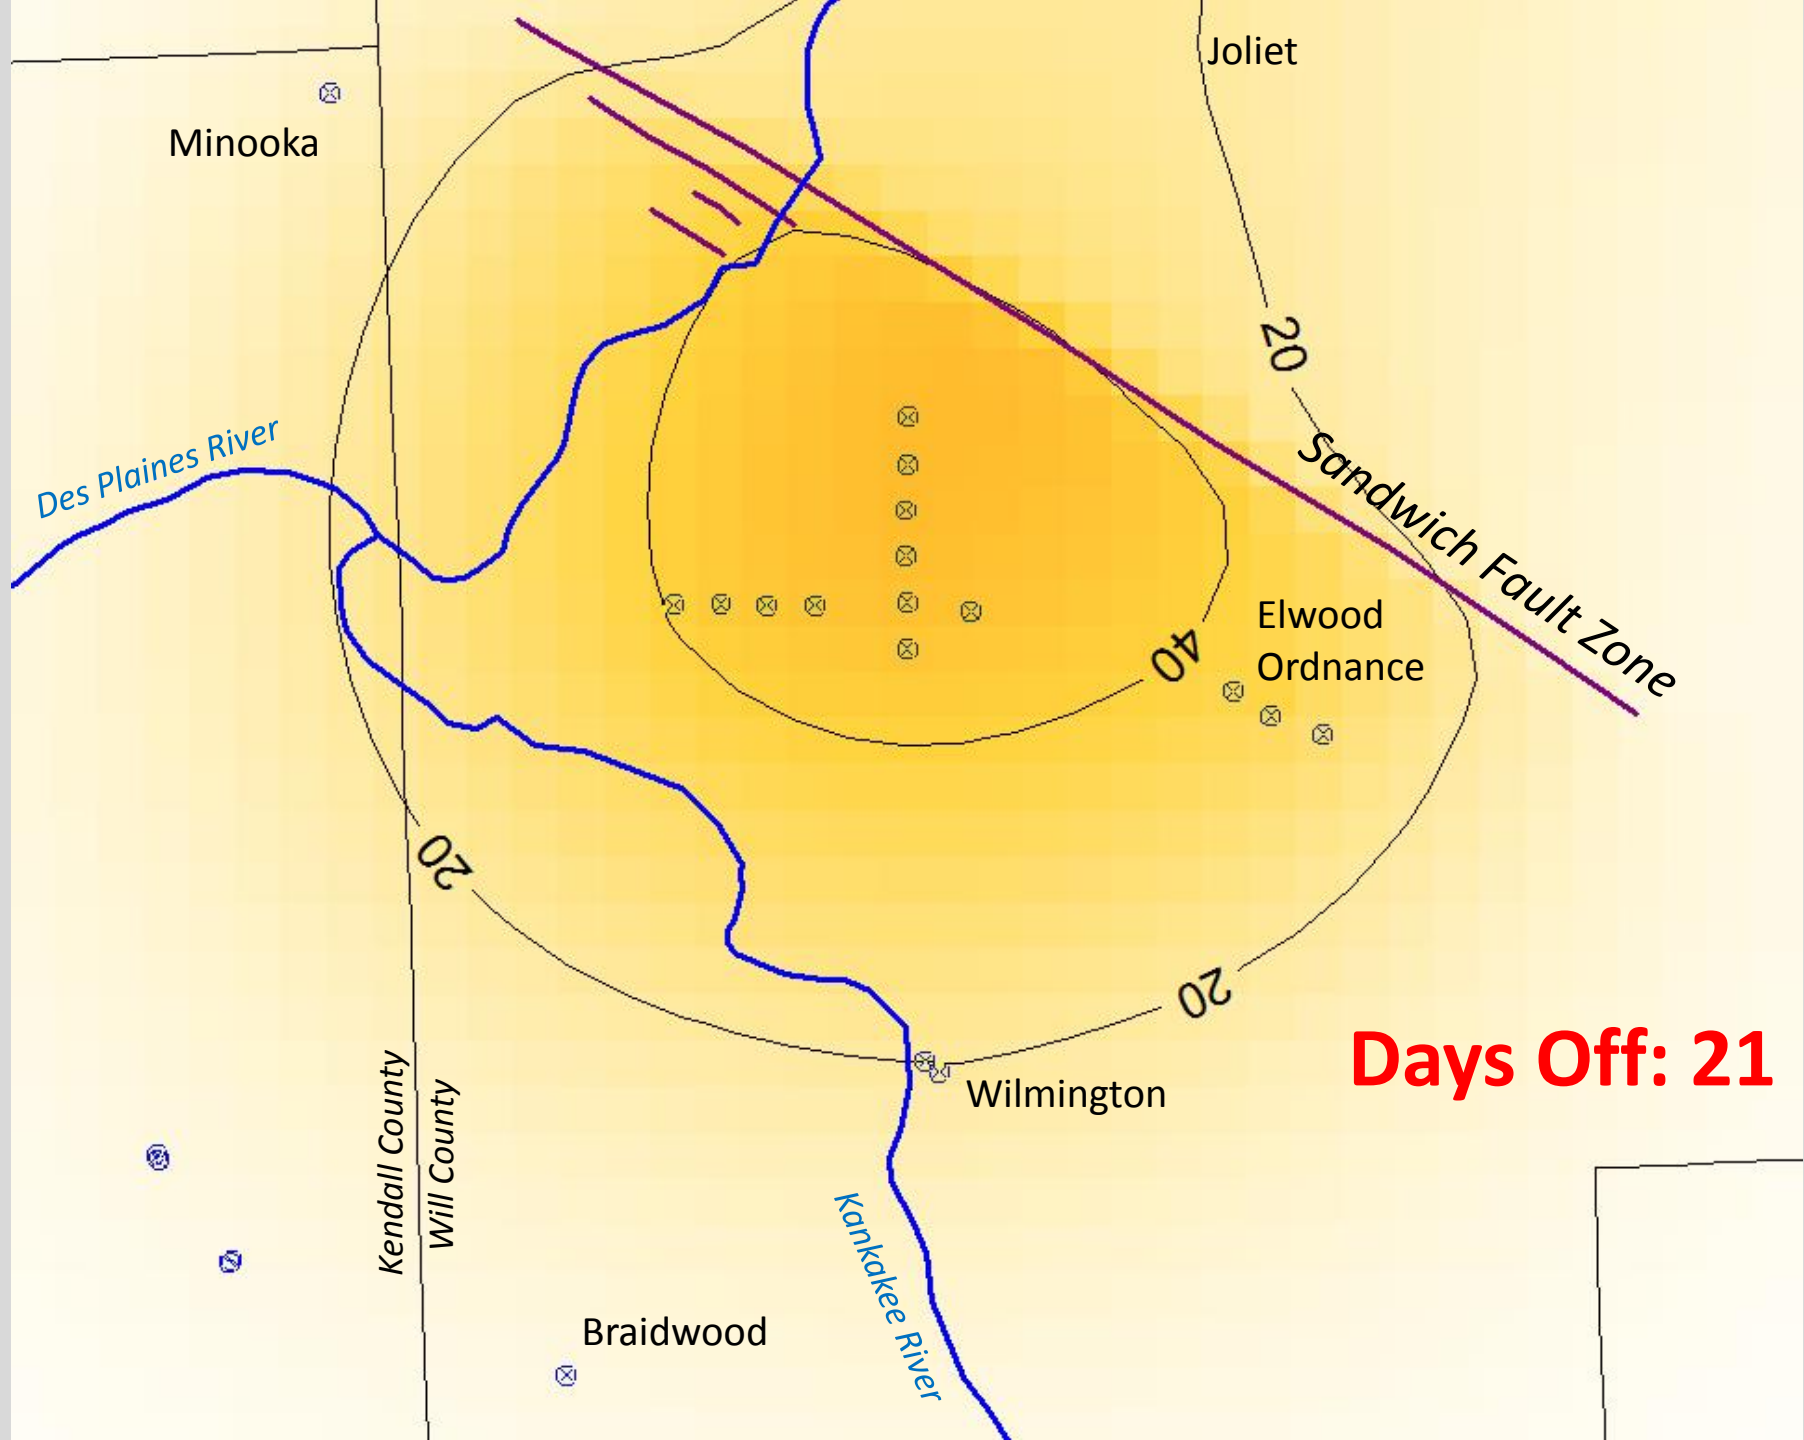 Joliet
Minooka
20
Des Plaines River
Sandwich Fault Zone
Elwood
Ordnance
40
20
20
Days Off: 21
Wilmington
Kendall County
Will County
Kankakee River
Braidwood